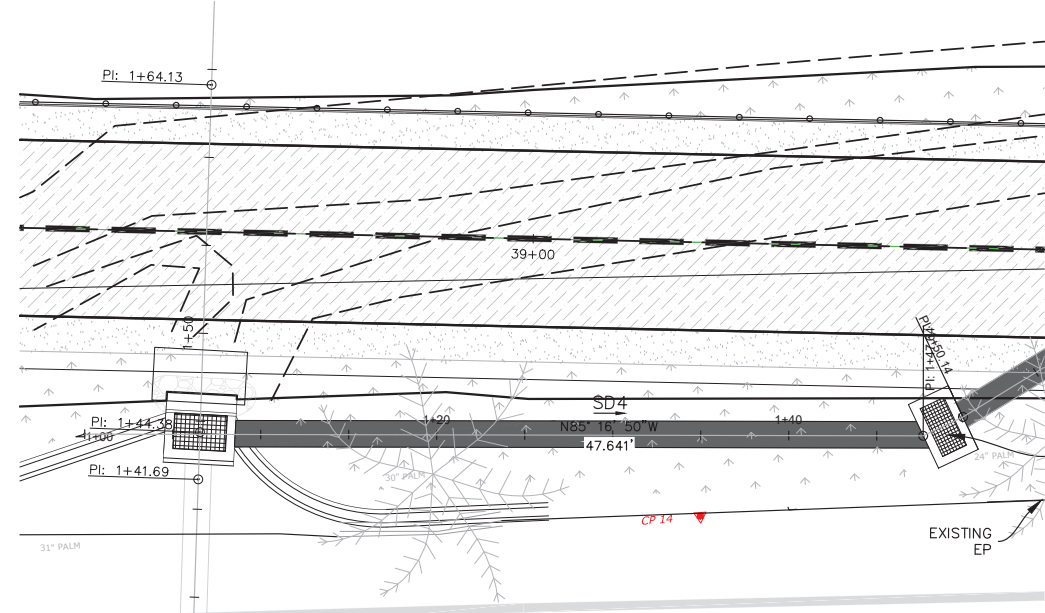 PI: 1+64.13
39+00
1+50
SD4
PI: 1+44.38
1+00
1+20
1+40
N85° 16' 50"W
47.641'
PI: 1+41.69
30" PALM
24" PALM
CP 14
EXISTING
EP
31" PALM